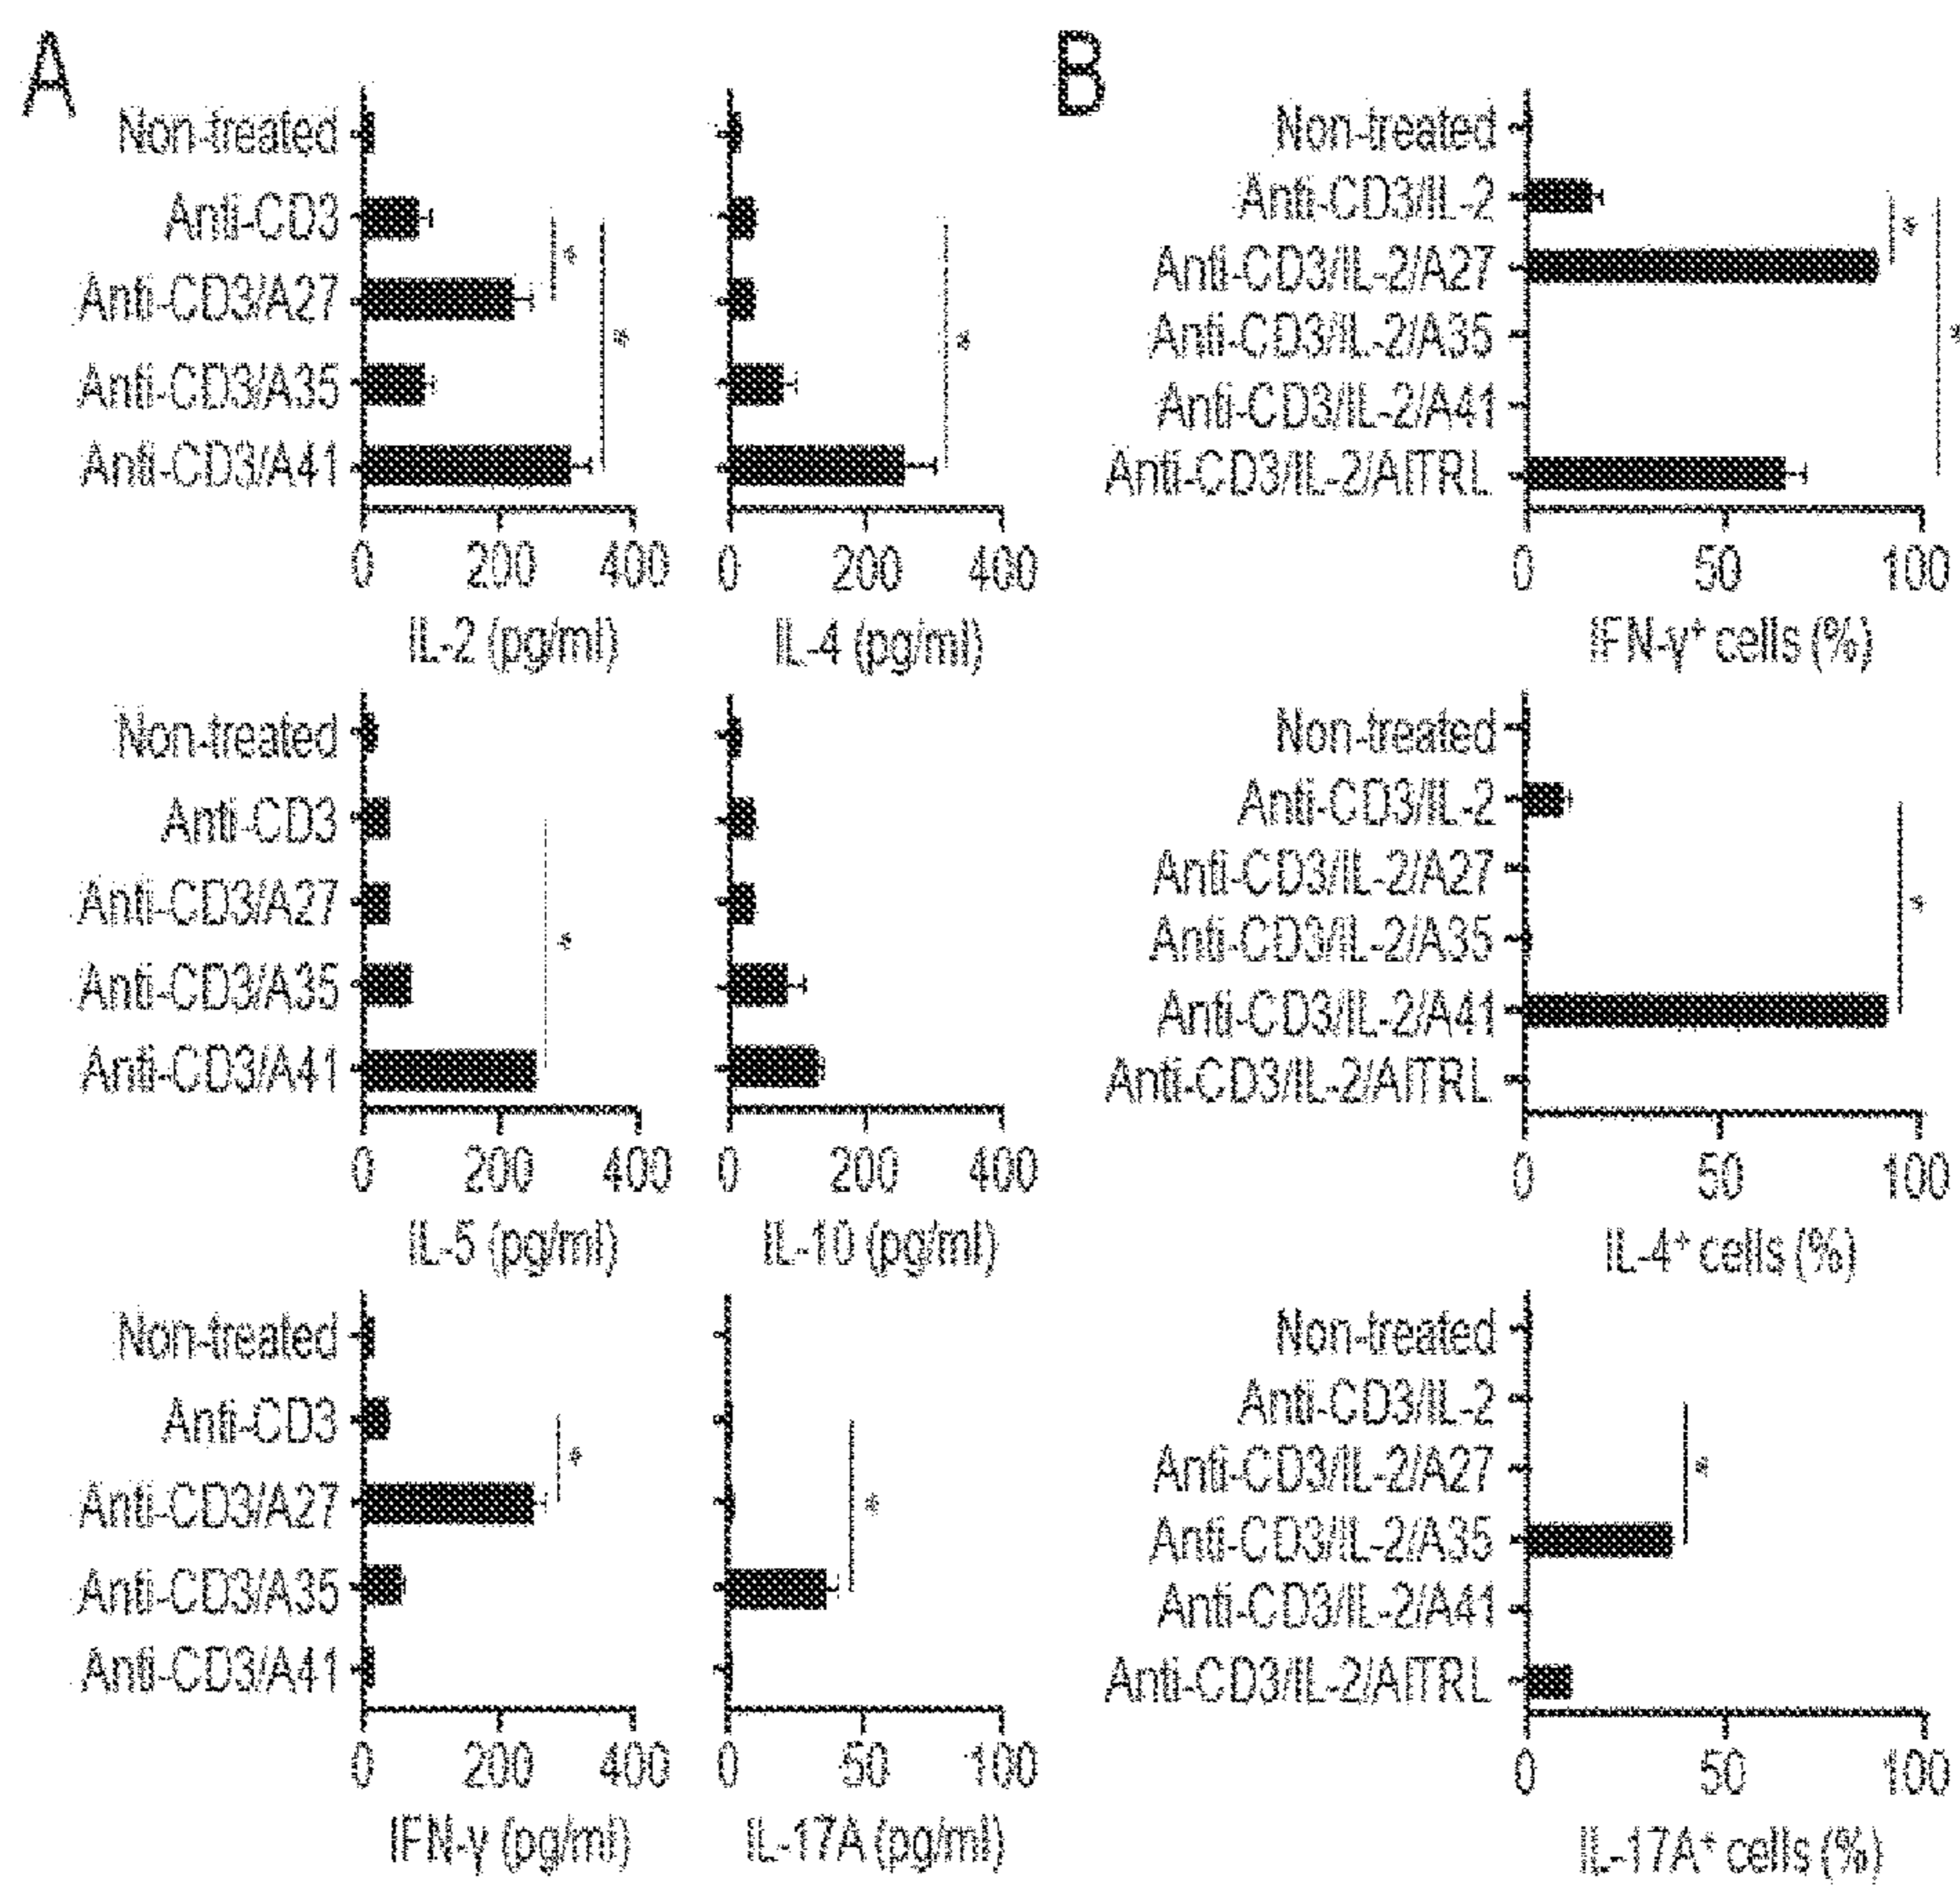 A
Non-treated
Anti-CD3
Anti-CD3/A27
Anti-CD3/A35
Anti-CD3/A41
*
*
*
0 200 400
0 200 400
IL-2 (pg/ml)
IL-4 (pg/ml)
Non-treated
Anti-CD3
Anti-CD3/A27
Anti-CD3/A35
Anti-CD3/A41
*
0 200 400
0 200 400
IL-5 (pg/ml)
IL-10 (pg/ml)
Non-treated
Anti-CD3
Anti-CD3/A27
Anti-CD3/A35
Anti-CD3/A41
*
*
0 200 400
0 50 100
IFN-γ (pg/ml)
IL-17A (pg/ml)
B
Non-treated
Anti-CD3/IL-2
Anti-CD3/IL-2/A27
Anti-CD3/IL-2/A35
Anti-CD3/IL-2/A41
Anti-CD3/IL-2/AITRL
*
*
0 50 100
IFN-γ⁺ cells (%)
Non-treated
Anti-CD3/IL-2
Anti-CD3/IL-2/A27
Anti-CD3/IL-2/A35
Anti-CD3/IL-2/A41
Anti-CD3/IL-2/AITRL
*
0 50 100
IL-4⁺ cells (%)
Non-treated
Anti-CD3/IL-2
Anti-CD3/IL-2/A27
Anti-CD3/IL-2/A35
Anti-CD3/IL-2/A41
Anti-CD3/IL-2/AITRL
*
0 50 100
IL-17A⁺ cells (%)